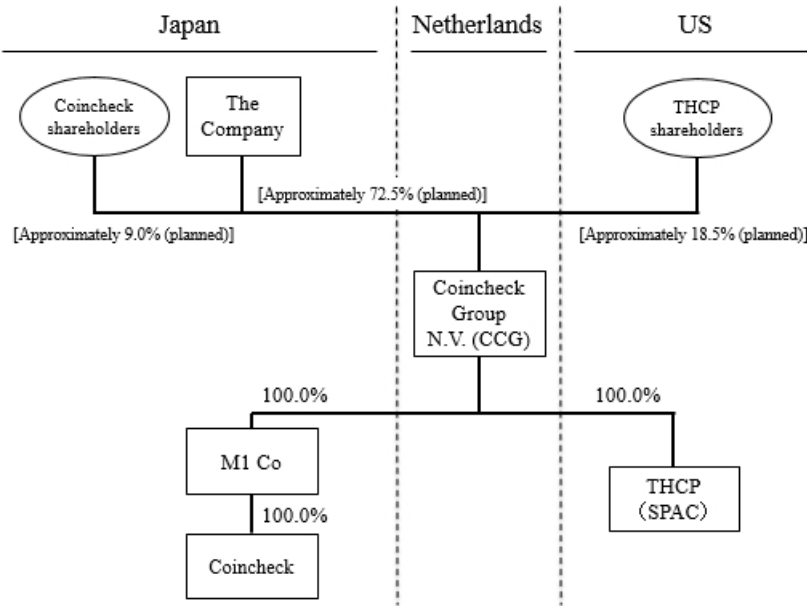 Japan
Netherlands
US
Coincheck
shareholders
The
Company
THCP
shareholders
[Approximately 72.5% (planned)]
[Approximately 9.0% (planned)]
[Approximately 18.5% (planned)]
Coincheck
Group
N.V. (CCG)
100.0%
100.0%
M1 Co
THCP
（SPAC）
100.0%
Coincheck